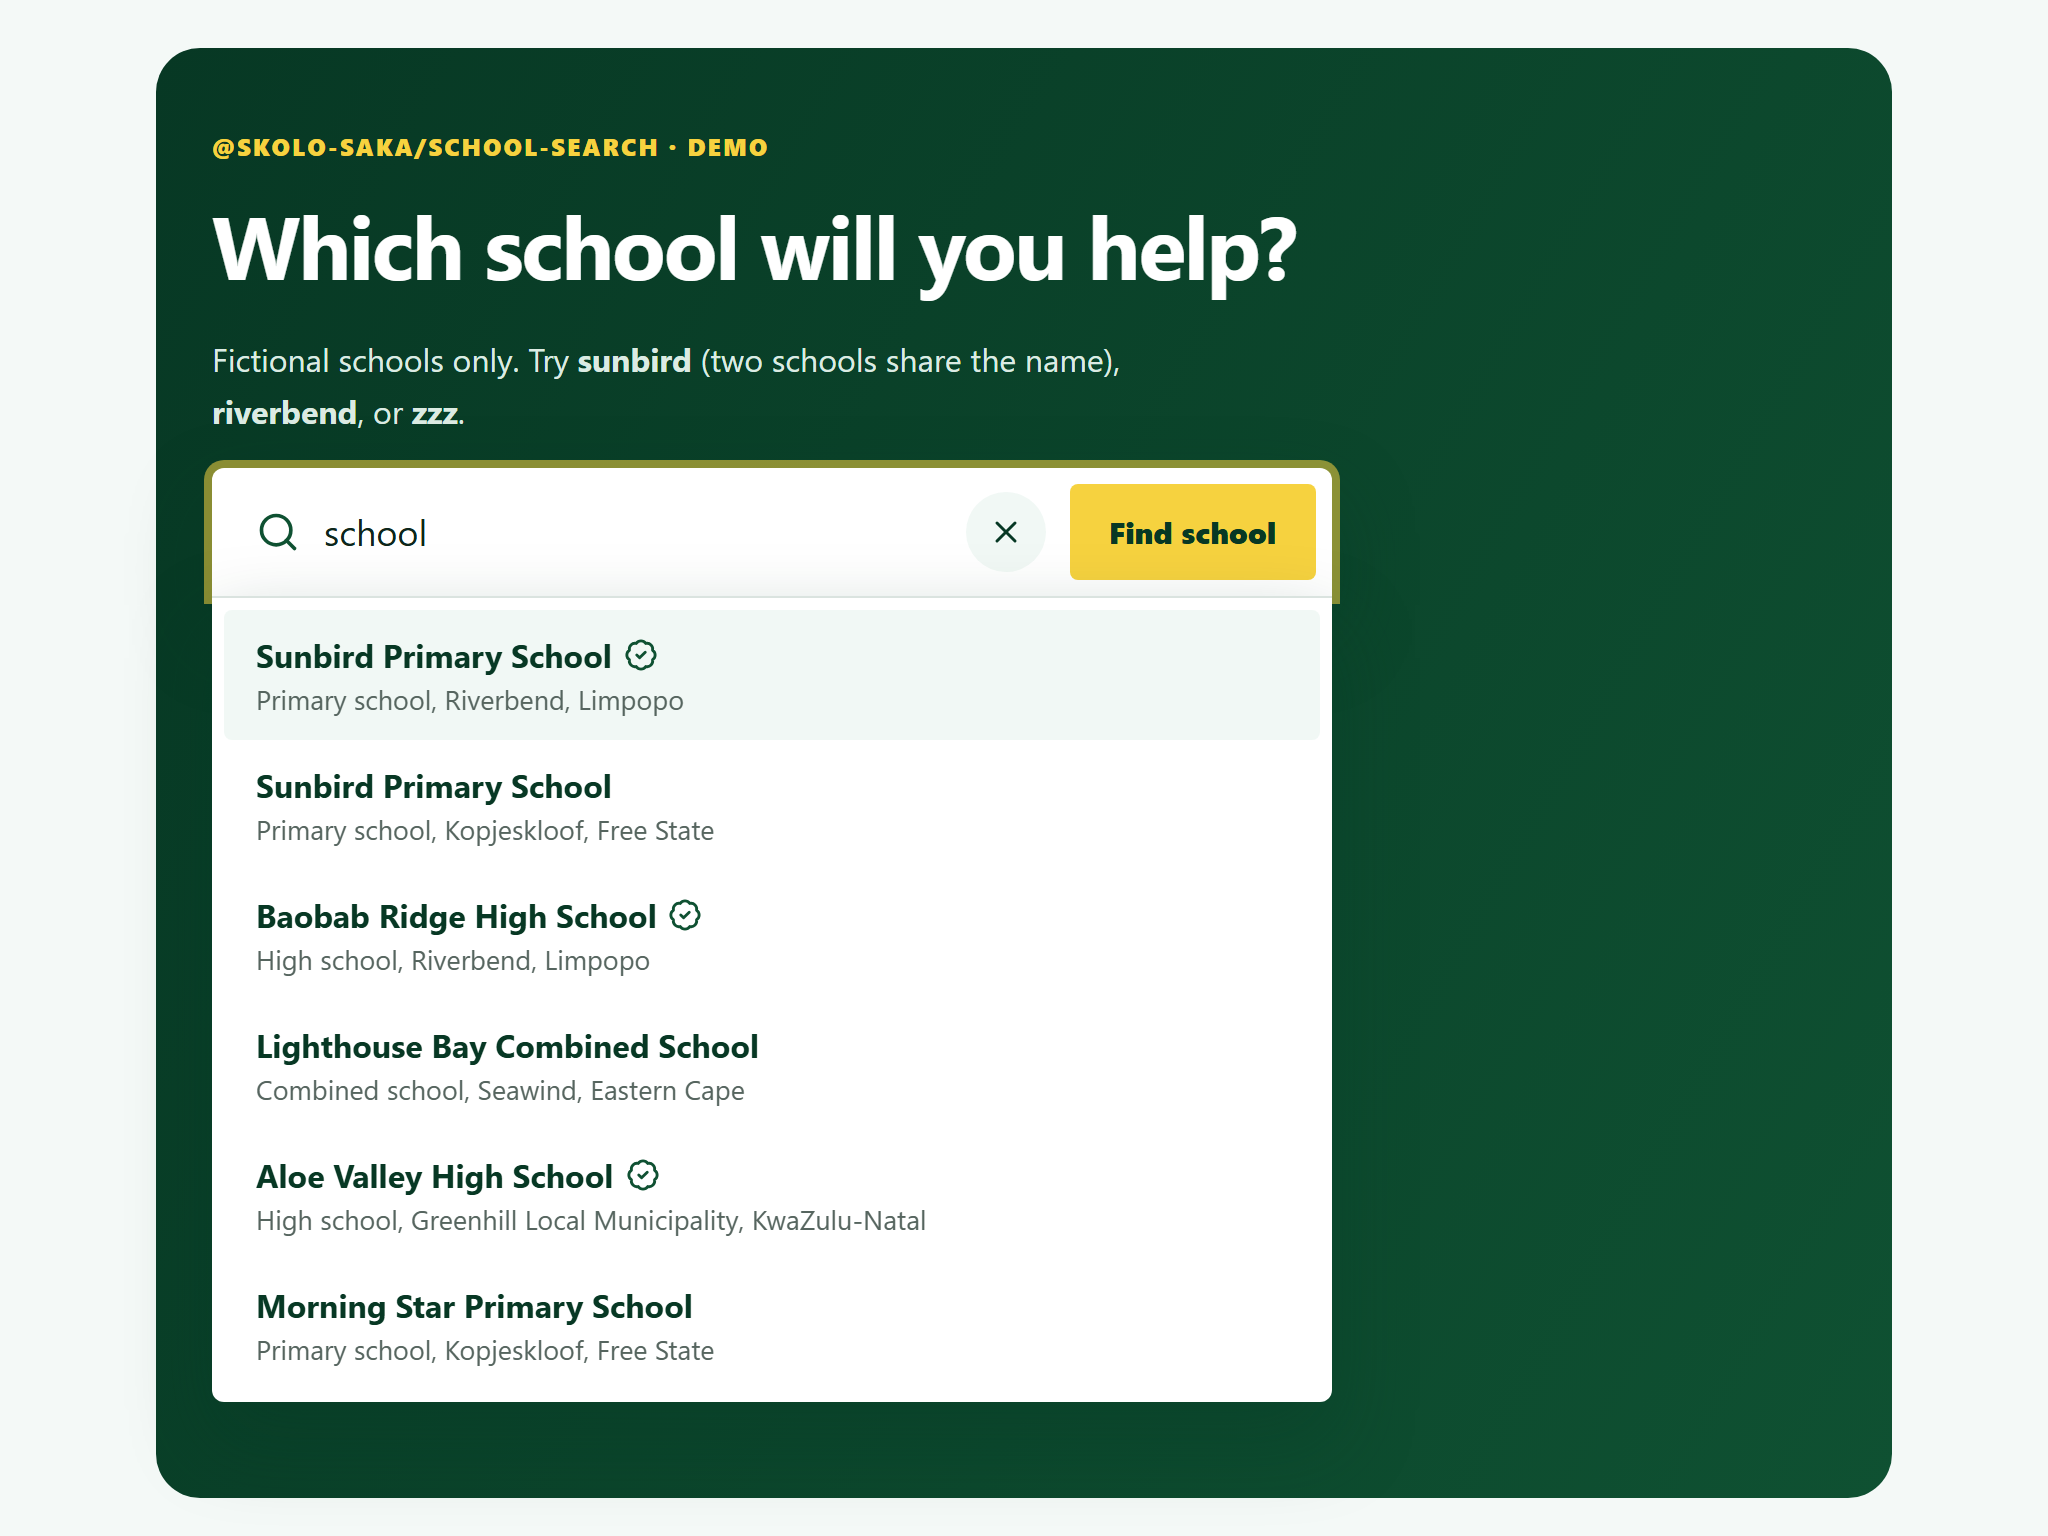 @SKOLO-SAKA/SCHOOL-SEARCH · DEMO
Which school will you help?
Fictional schools only. Try sunbird (two schools share the name),
riverbend, or zzz.
school
Find school
Sunbird Primary School
Primary school, Riverbend, Limpopo
Sunbird Primary School
Primary school, Kopjeskloof, Free State
Baobab Ridge High School
High school, Riverbend, Limpopo
Lighthouse Bay Combined School
Combined school, Seawind, Eastern Cape
Aloe Valley High School
High school, Greenhill Local Municipality, KwaZulu-Natal
Morning Star Primary School
Primary school, Kopjeskloof, Free State